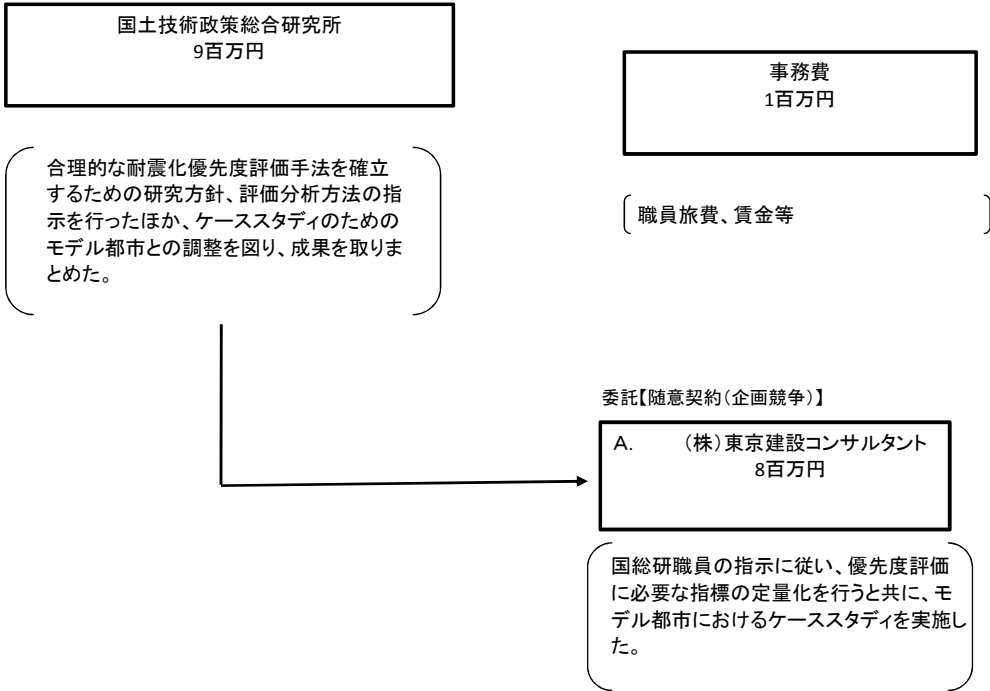 国土技術政策総合研究所
9百万円
事務費
1百万円
合理的な耐震化優先度評価手法を確立
するための研究方針、評価分析方法の指
示を行ったほか、ケーススタディのための
モデル都市との調整を図り、成果を取りま
とめた。
職員旅費、賃金等
委託【随意契約(企画競争)】
A. (株)東京建設コンサルタント
8百万円
国総研職員の指示に従い、優先度評価
に必要な指標の定量化を行うと共に、モ
デル都市におけるケーススタディを実施し
た。